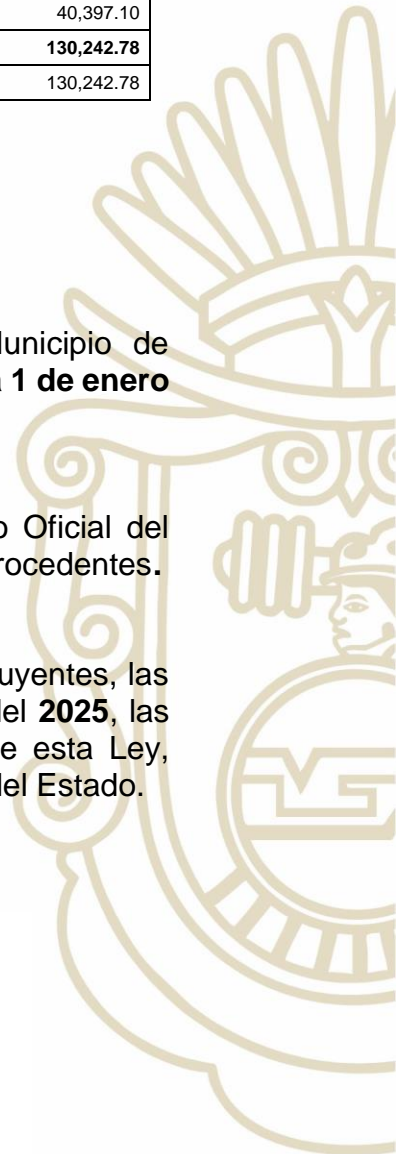 40,397.10
130,242.78
130,242.78
unicipio de
1 de enero
Oficial del
rocedentes.
uyentes, las
del 2025, las
e esta Ley,
del Estado.